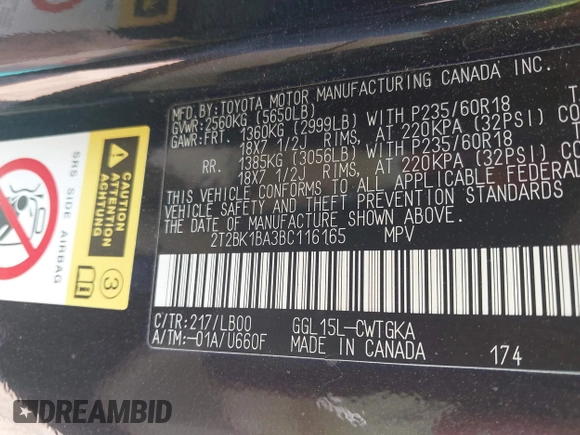 MFD.BY:TOYOTA MOTOR MANUFACTURING CANADA INC.
GVWR:2560KG (5650LB)
GAWR:FRT. 1360KG (2999LB) WITH P235/60R18
18X7 1/2J RIMS, AT 220KPA (32PSI)
RR. 1385KG (3056LB) WITH P235/60R18
18X7 1/2J RIMS, AT 220KPA (32PSI)
THIS VEHICLE CONFORMS TO ALL APPLICABLE FEDERAL
VEHICLE SAFETY AND THEFT PREVENTION STANDARDS
THE DATE OF MANUFACTURE SHOWN ABOVE.
2T2BK1BA3BC116165 MPV
C/TR:217/LB00 GGL15L-CWTGKA
A/TM:-01A/U660F MADE IN CANADA 174
SRS SIDE AIRBAG
CAUTION
ATTENTION
ACHTUNG
3
DREAMBID